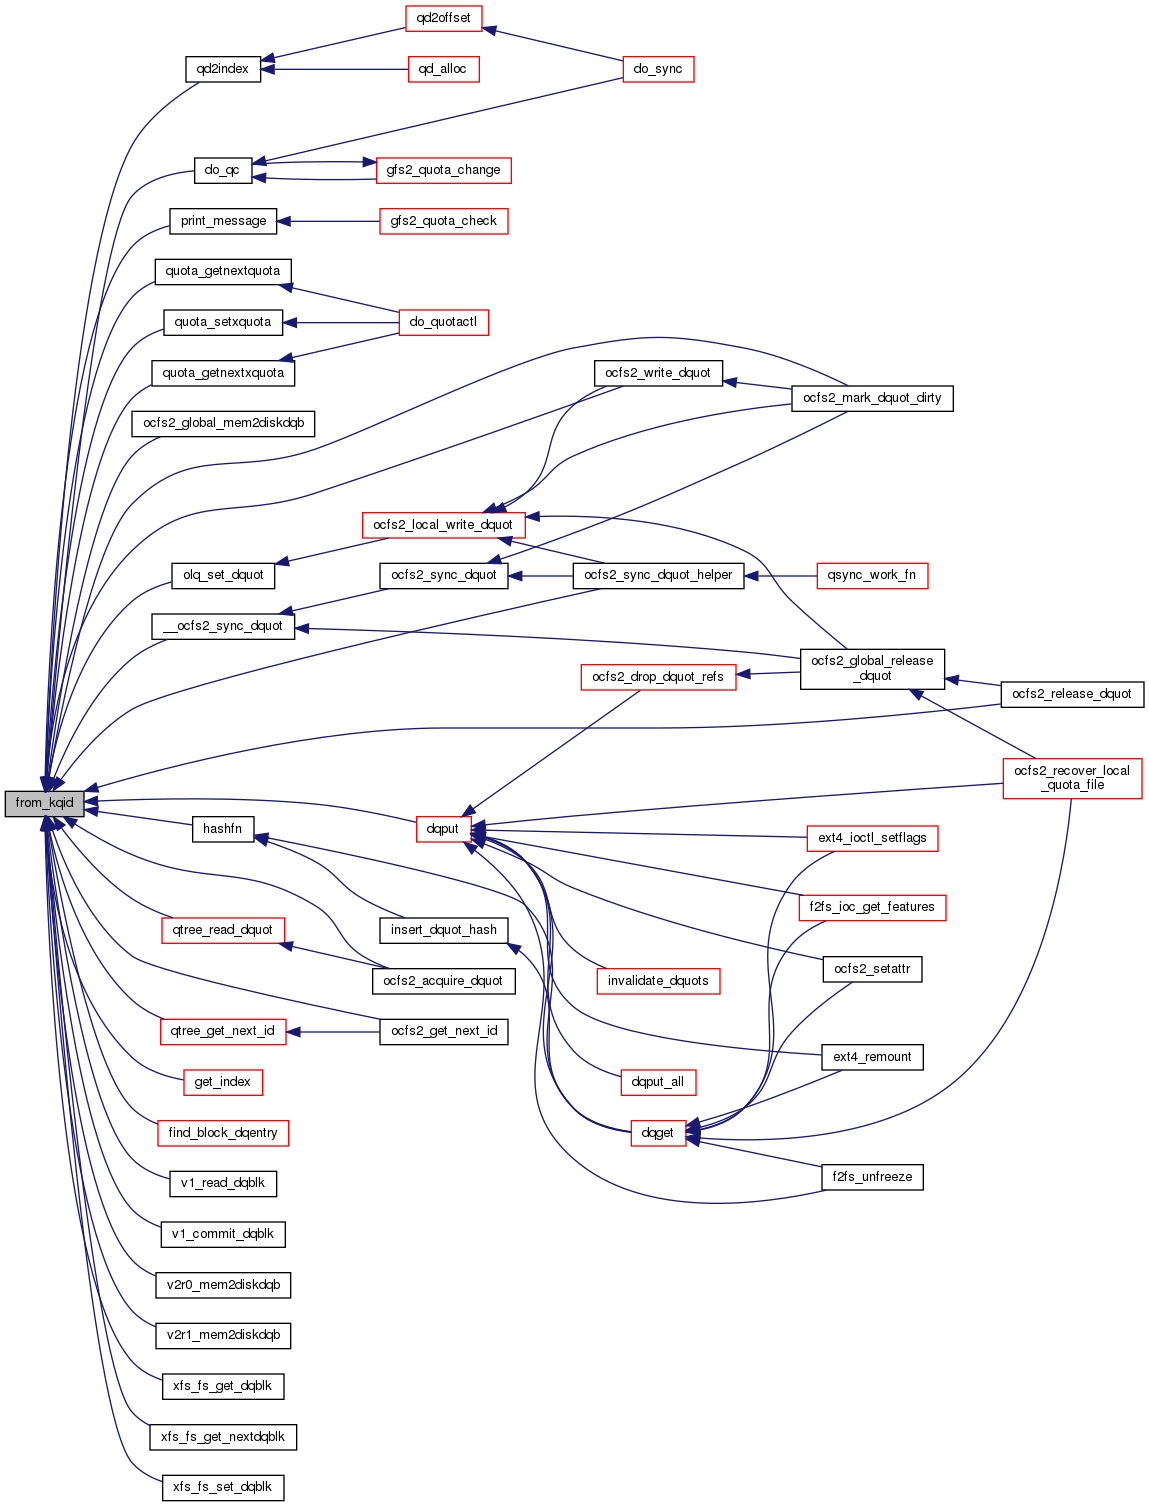 qd2offset
qd2index
qd_alloc
do_sync
do_qc
gfs2_quota_change
print_message
gfs2_quota_check
quota_getnextquota
quota_setxquota
do_quotactl
quota_getnextxquota
ocfs2_write_dquot
ocfs2_mark_dquot_dirty
ocfs2_global_mem2diskdqb
ocfs2_local_write_dquot
olq_set_dquot
ocfs2_sync_dquot
ocfs2_sync_dquot_helper
qsync_work_fn
__ocfs2_sync_dquot
ocfs2_global_release
_dquot
ocfs2_drop_dquot_refs
ocfs2_release_dquot
ocfs2_recover_local
_quota_file
from_kqid
hashfn
dqput
ext4_ioctl_setflags
f2fs_ioc_get_features
qtree_read_dquot
insert_dquot_hash
ocfs2_setattr
ocfs2_acquire_dquot
invalidate_dquots
qtree_get_next_id
ocfs2_get_next_id
ext4_remount
get_index
dqput_all
find_block_dqentry
dqget
v1_read_dqblk
f2fs_unfreeze
v1_commit_dqblk
v2r0_mem2diskdqb
v2r1_mem2diskdqb
xfs_fs_get_dqblk
xfs_fs_get_nextdqblk
xfs_fs_set_dqblk